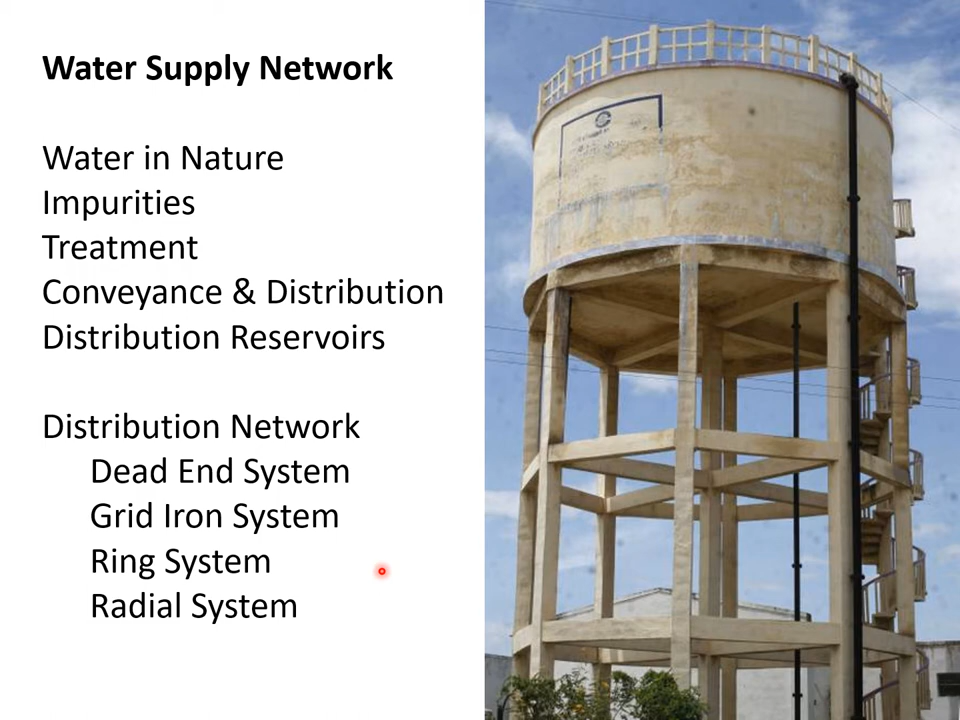 Water Supply Network
Water in Nature
Impurities
Treatment
Conveyance & Distribution
Distribution Reservoirs
Distribution Network
Dead End System
Grid Iron System
Ring System
Radial System